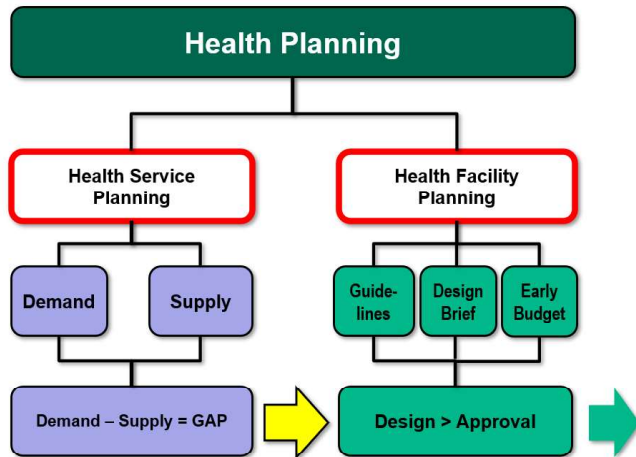 Health Planning
Health Service
Planning
Health Facility
Planning
Demand
Supply
Guide-
lines
Design
Brief
Early
Budget
Demand – Supply = GAP
Design > Approval